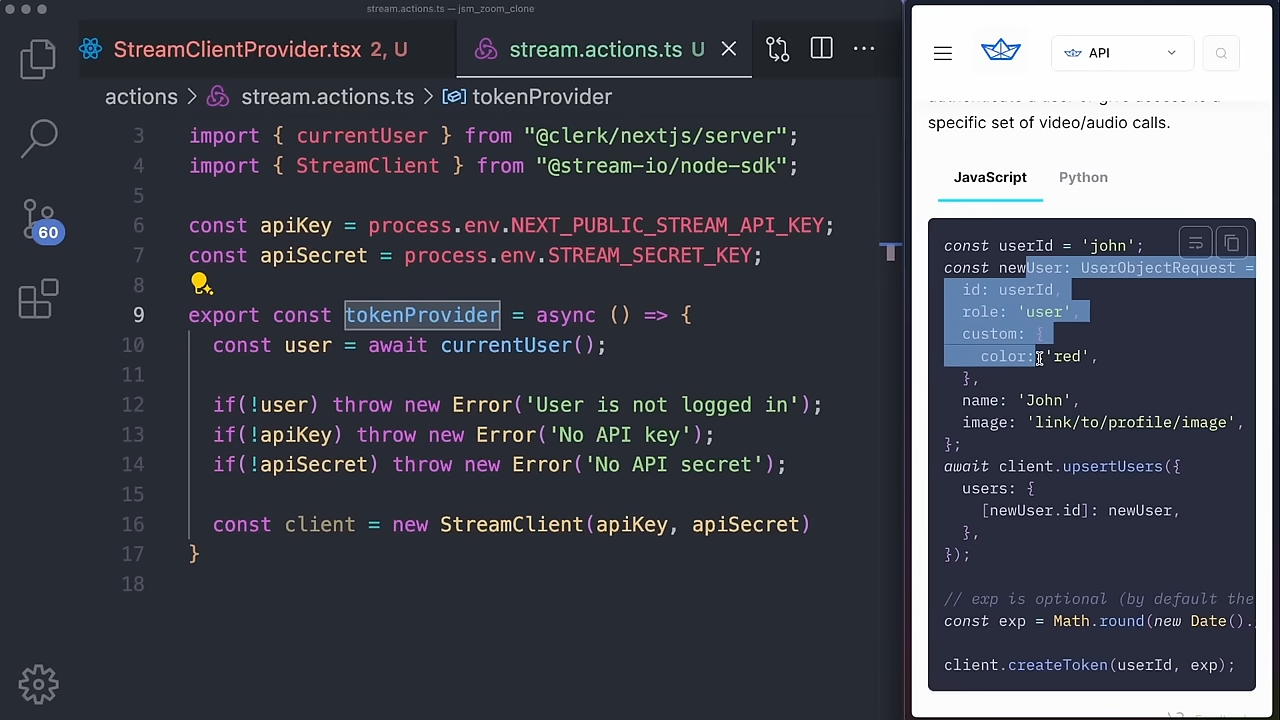 stream.actions.ts — jsm_zoom_clone
StreamClientProvider.tsx 2, U
stream.actions.ts U
actions > stream.actions.ts > tokenProvider
60
3 import { currentUser } from "@clerk/nextjs/server";
4 import { StreamClient } from "@stream-io/node-sdk";
5
6 const apiKey = process.env.NEXT_PUBLIC_STREAM_API_KEY;
7 const apiSecret = process.env.STREAM_SECRET_KEY;
8
9 export const tokenProvider = async () => {
10 const user = await currentUser();
11
12 if(!user) throw new Error('User is not logged in');
13 if(!apiKey) throw new Error('No API key');
14 if(!apiSecret) throw new Error('No API secret');
15
16 const client = new StreamClient(apiKey, apiSecret)
17 }
18
API
specific set of video/audio calls.
JavaScript Python
const userId = 'john';
const newUser: UserObjectRequest =
id: userId,
role: 'user',
custom: {
color: 'red',
},
name: 'John',
image: 'link/to/profile/image',
};
await client.upsertUsers({
users: {
[newUser.id]: newUser,
},
});
// exp is optional (by default the
const exp = Math.round(new Date().
client.createToken(userId, exp);